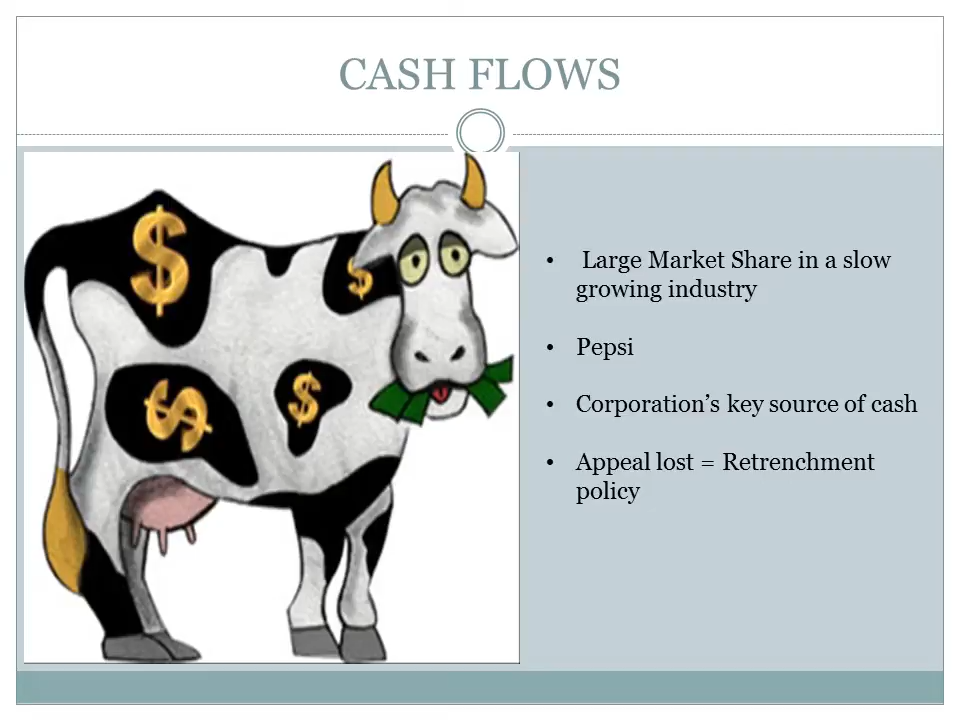 CASH FLOWS
$
$
$
$
• Large Market Share in a slow
growing industry
• Pepsi
• Corporation’s key source of cash
• Appeal lost = Retrenchment
policy